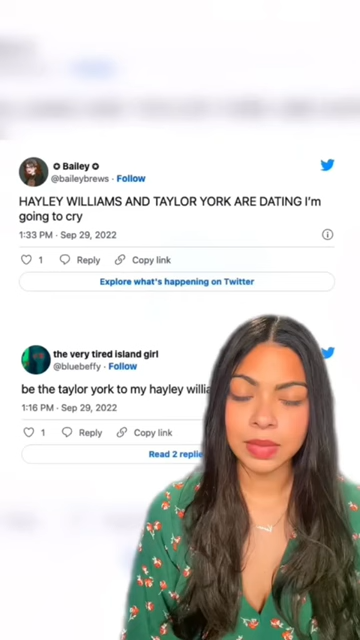 ✪ Bailey ✪
@baileybrews · Follow
HAYLEY WILLIAMS AND TAYLOR YORK ARE DATING I'm
going to cry
1:33 PM · Sep 29, 2022
1 Reply Copy link
Explore what's happening on Twitter
the very tired island girl
@bluebeffy · Follow
be the taylor york to my hayley
1:16 PM · Sep 29, 2022
1 Reply Copy link
Read 2